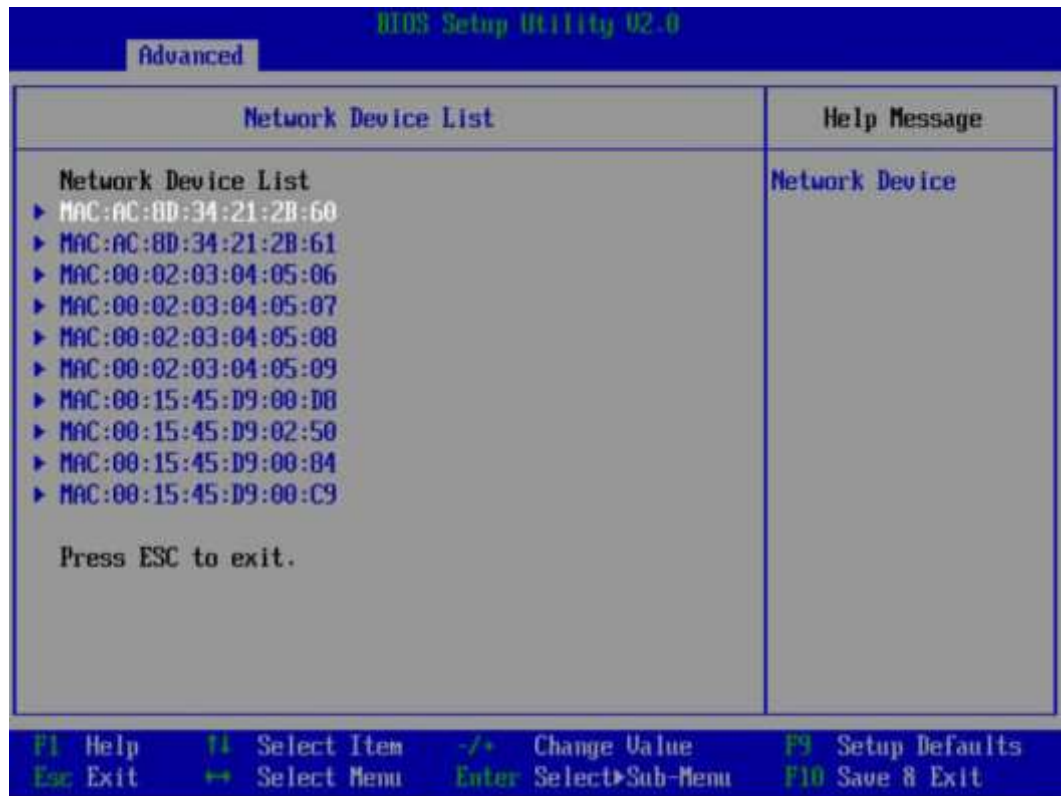 BIOS Setup Utility V2.0
Advanced
Network Device List
Help Message
Network Device List
Network Device
▶ MAC:AC:8D:34:21:2B:60
▶ MAC:AC:8D:34:21:2B:61
▶ MAC:00:02:03:04:05:06
▶ MAC:00:02:03:04:05:07
▶ MAC:00:02:03:04:05:08
▶ MAC:00:02:03:04:05:09
▶ MAC:00:15:45:D9:00:D8
▶ MAC:00:15:45:D9:02:50
▶ MAC:00:15:45:D9:00:84
▶ MAC:00:15:45:D9:00:C9
Press ESC to exit.
F1 Help ↑↓ Select Item -/+ Change Value F9 Setup Defaults
Esc Exit ↔ Select Menu Enter Select▶Sub-Menu F10 Save & Exit